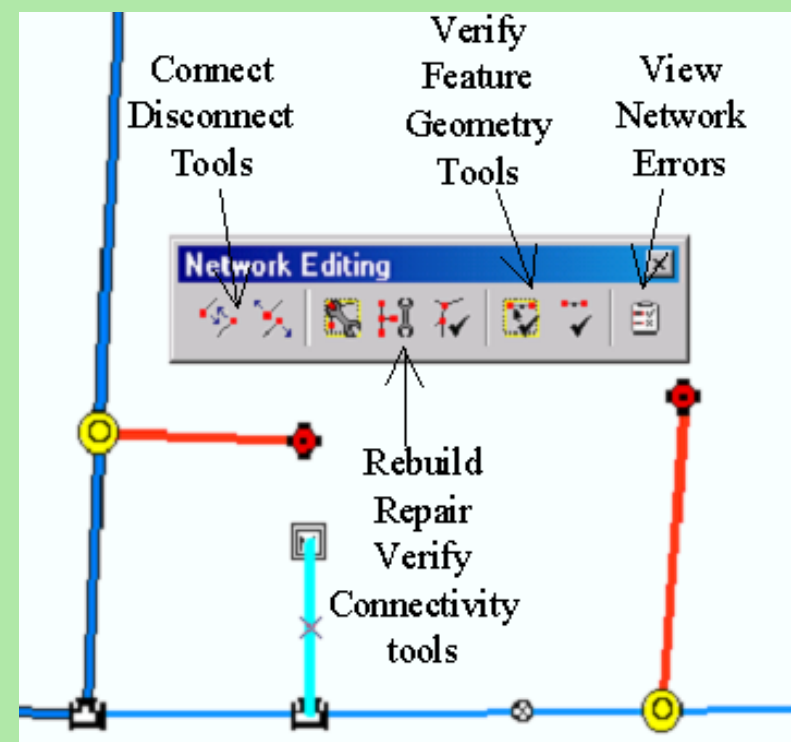 Connect
Disconnect
Tools
Verify
Feature
Geometry
Tools
View
Network
Errors
Network Editing
Rebuild
Repair
Verify
Connectivity
tools